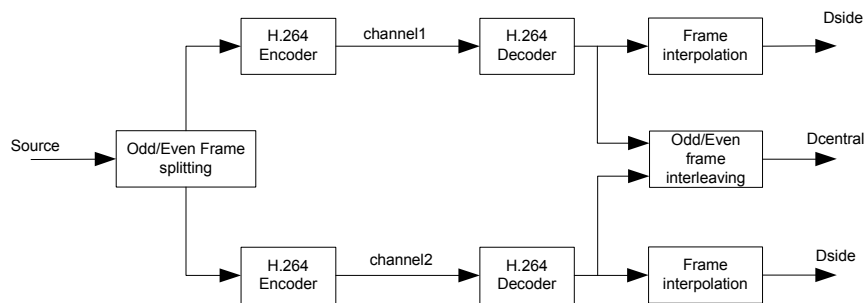 Dside
H.264
Encoder
channel1
H.264
Decoder
Frame
interpolation
Source
Odd/Even Frame
splitting
Odd/Even
frame
interleaving
Dcentral
H.264
Encoder
channel2
H.264
Decoder
Frame
interpolation
Dside